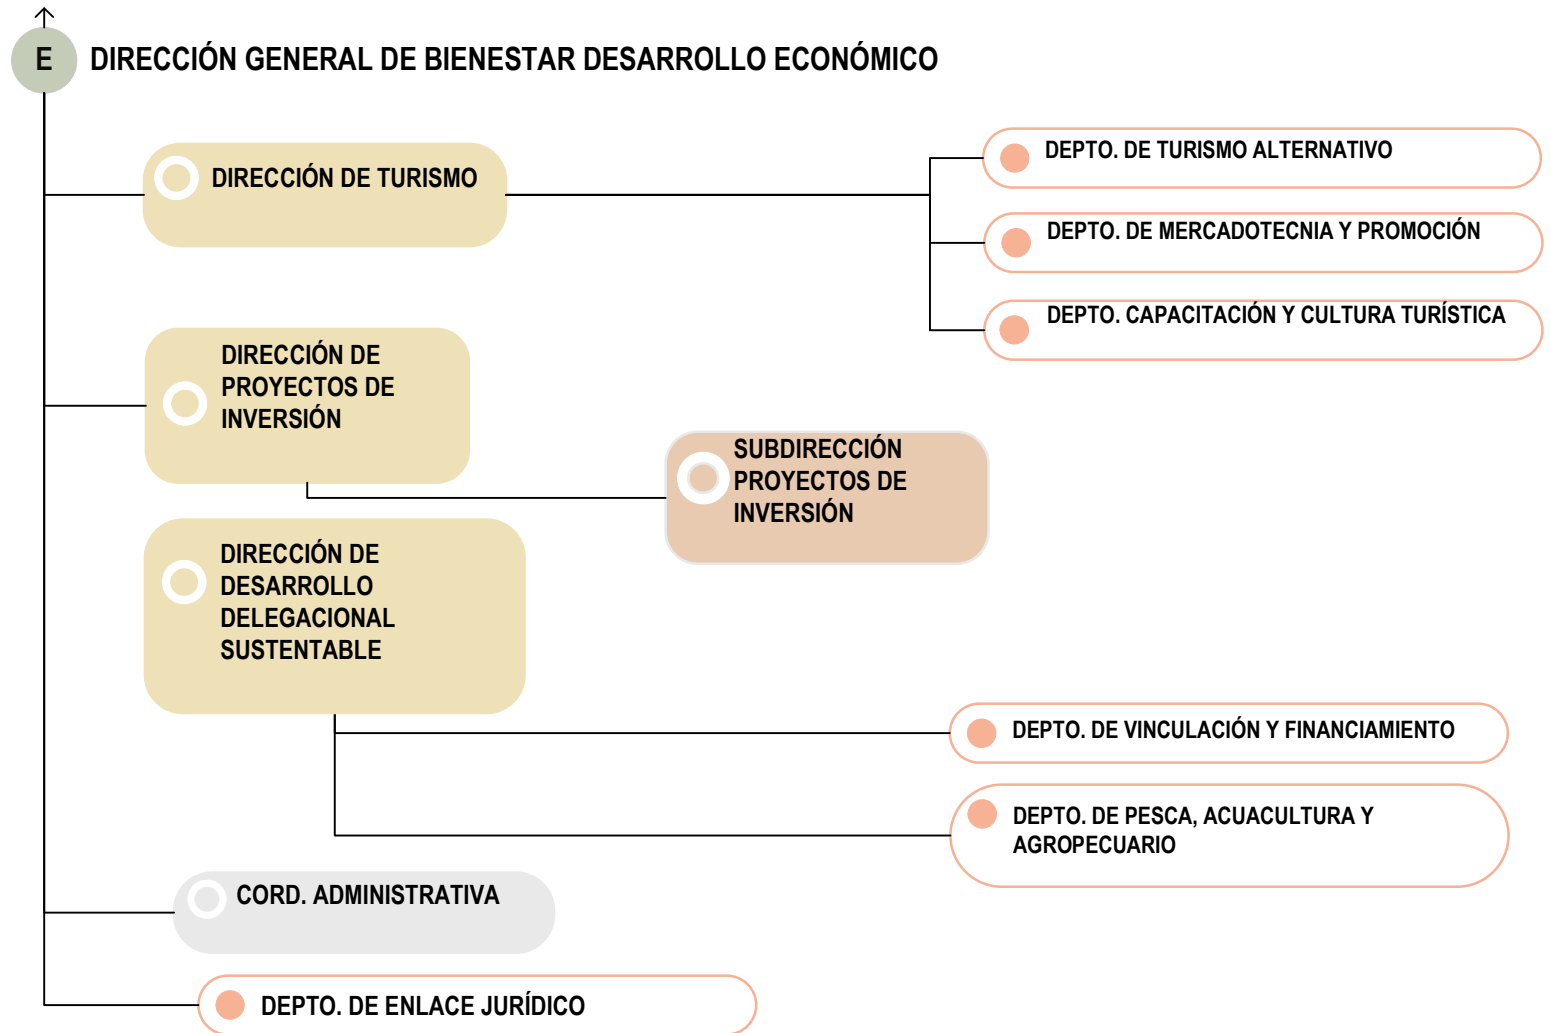 E DIRECCIÓN GENERAL DE BIENESTAR DESARROLLO ECONÓMICO
DIRECCIÓN DE TURISMO
DEPTO. DE TURISMO ALTERNATIVO
DEPTO. DE MERCADOTECNIA Y PROMOCIÓN
DEPTO. CAPACITACIÓN Y CULTURA TURÍSTICA
DIRECCIÓN DE
PROYECTOS DE
INVERSIÓN
SUBDIRECCIÓN
PROYECTOS DE
INVERSIÓN
DIRECCIÓN DE
DESARROLLO
DELEGACIONAL
SUSTENTABLE
DEPTO. DE VINCULACIÓN Y FINANCIAMIENTO
DEPTO. DE PESCA, ACUACULTURA Y
AGROPECUARIO
CORD. ADMINISTRATIVA
DEPTO. DE ENLACE JURÍDICO